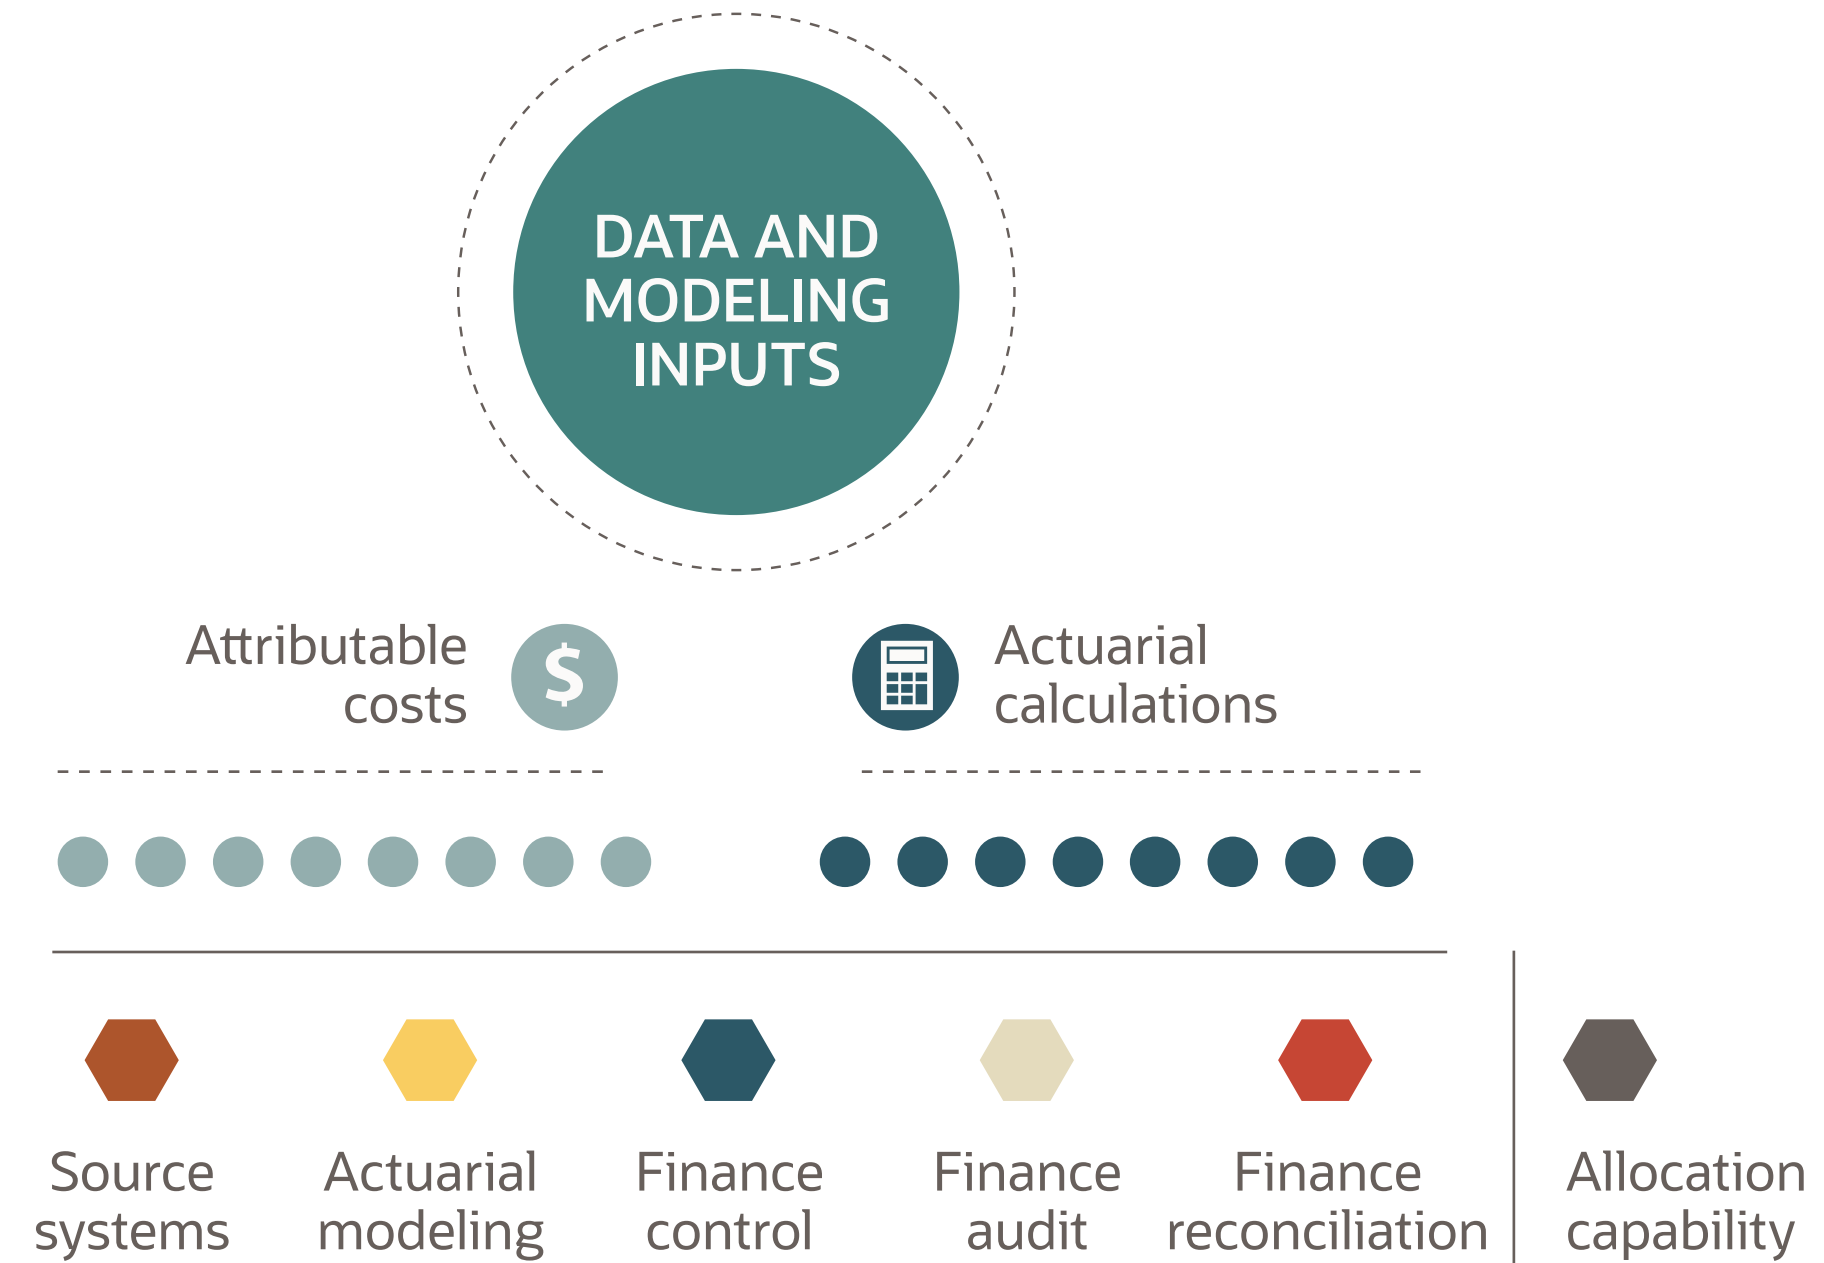 DATA AND
MODELING
INPUTS
Attributable
costs
$
Actuarial
calculations
Source
systems
Actuarial
modeling
Finance
control
Finance
audit
Finance
reconciliation
Allocation
capability